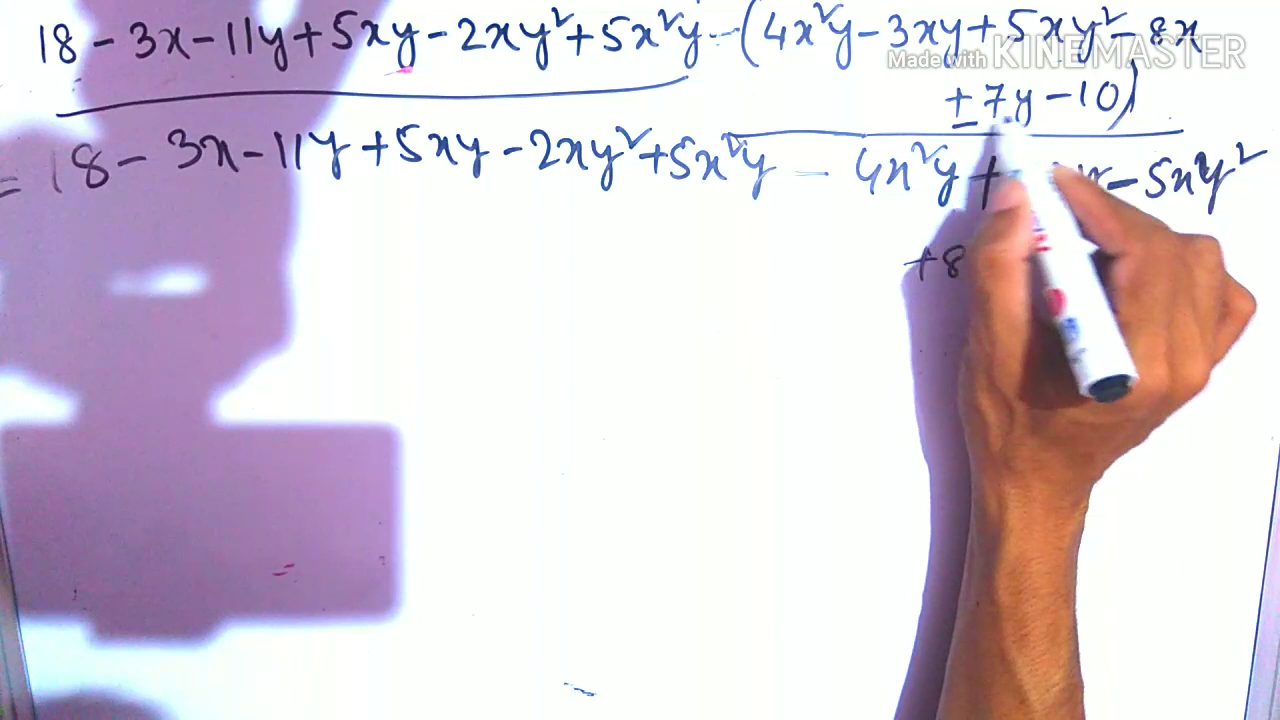 18 - 3x - 11y + 5xy - 2xy² + 5x²y - (4x²y - 3xy + 5xy² - 8x
Made with KINEMASTER
+ 7y - 10)
= 18 - 3x - 11y + 5xy - 2xy² + 5x²y - 4x²y + - 5xy²
+8